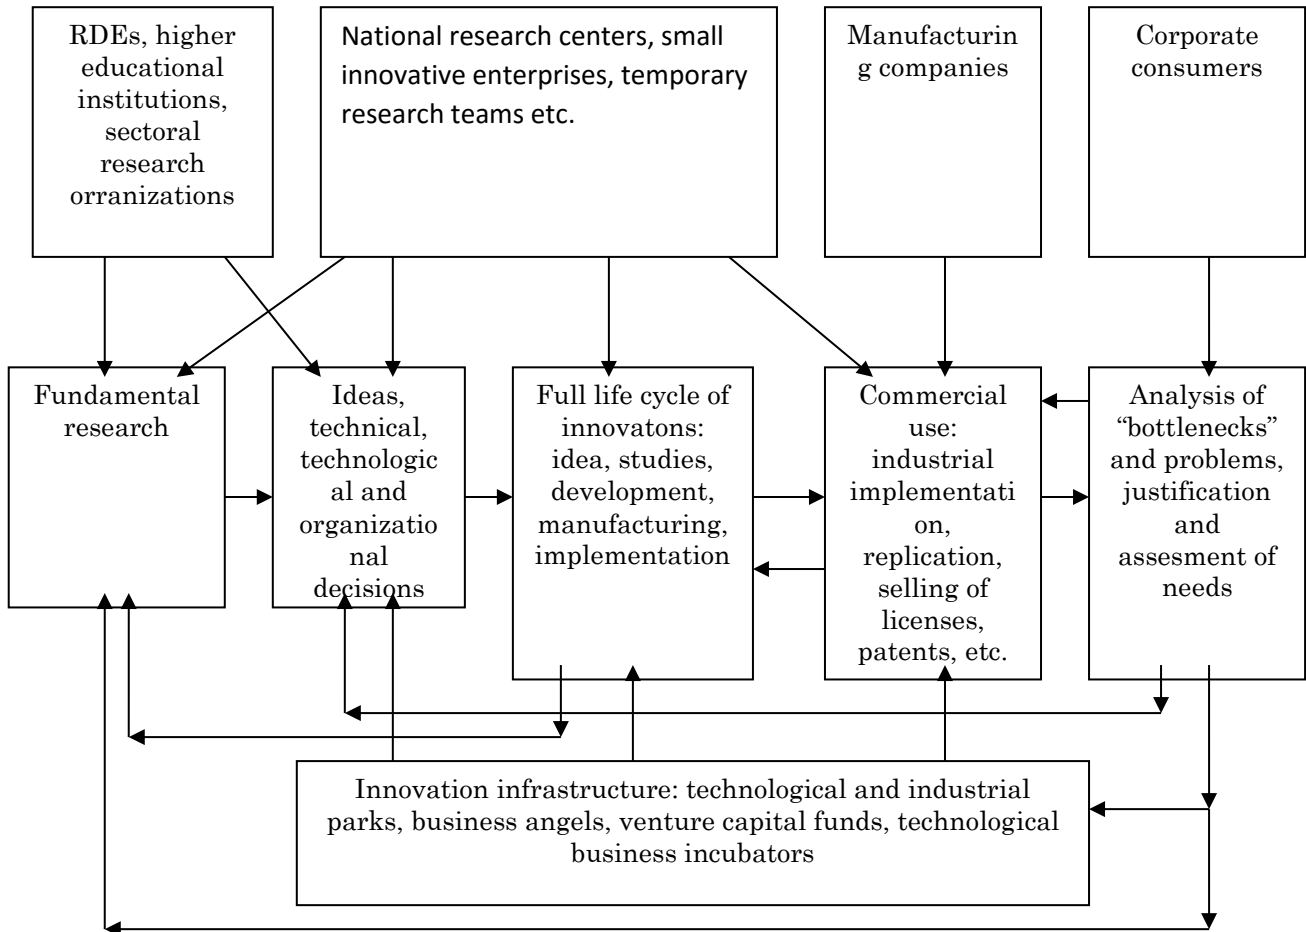 RDEs, higher
educational
institutions,
sectoral
research
orranizations
National research centers, small
innovative enterprises, temporary
research teams etc.
Manufacturin
g companies
Corporate
consumers
Fundamental
research
Ideas,
technical,
technologic
al and
organizatio
nal
decisions
Full life cycle of
innovatons:
idea, studies,
development,
manufacturing,
implementation
Commercial
use:
industrial
implementati
on,
replication,
selling of
licenses,
patents, etc.
Analysis of
“bottlenecks”
and problems,
justification
and
assesment of
needs
Innovation infrastructure: technological and industrial
parks, business angels, venture capital funds, technological
business incubators